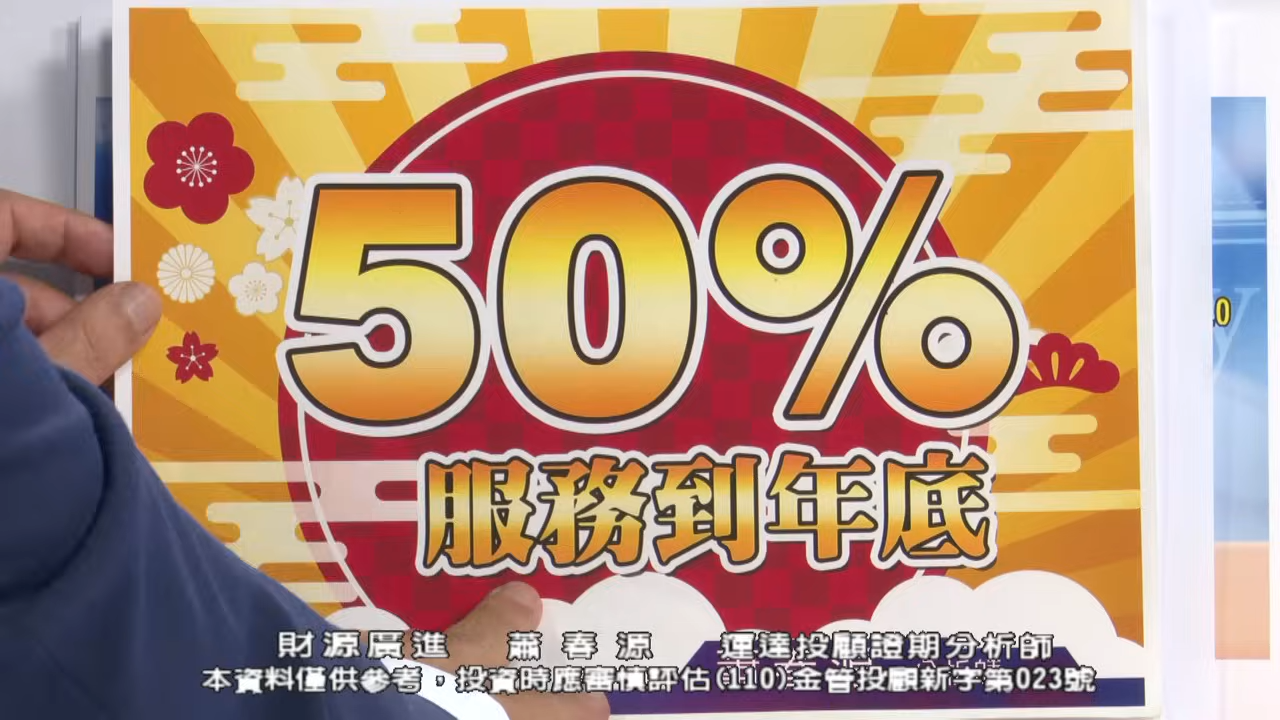 50%
服務到年底
財源廣進 蕭春源 運達投顧證期分析師
本資料僅供參考，投資時應審慎評估(110)金管投顧新字第023號